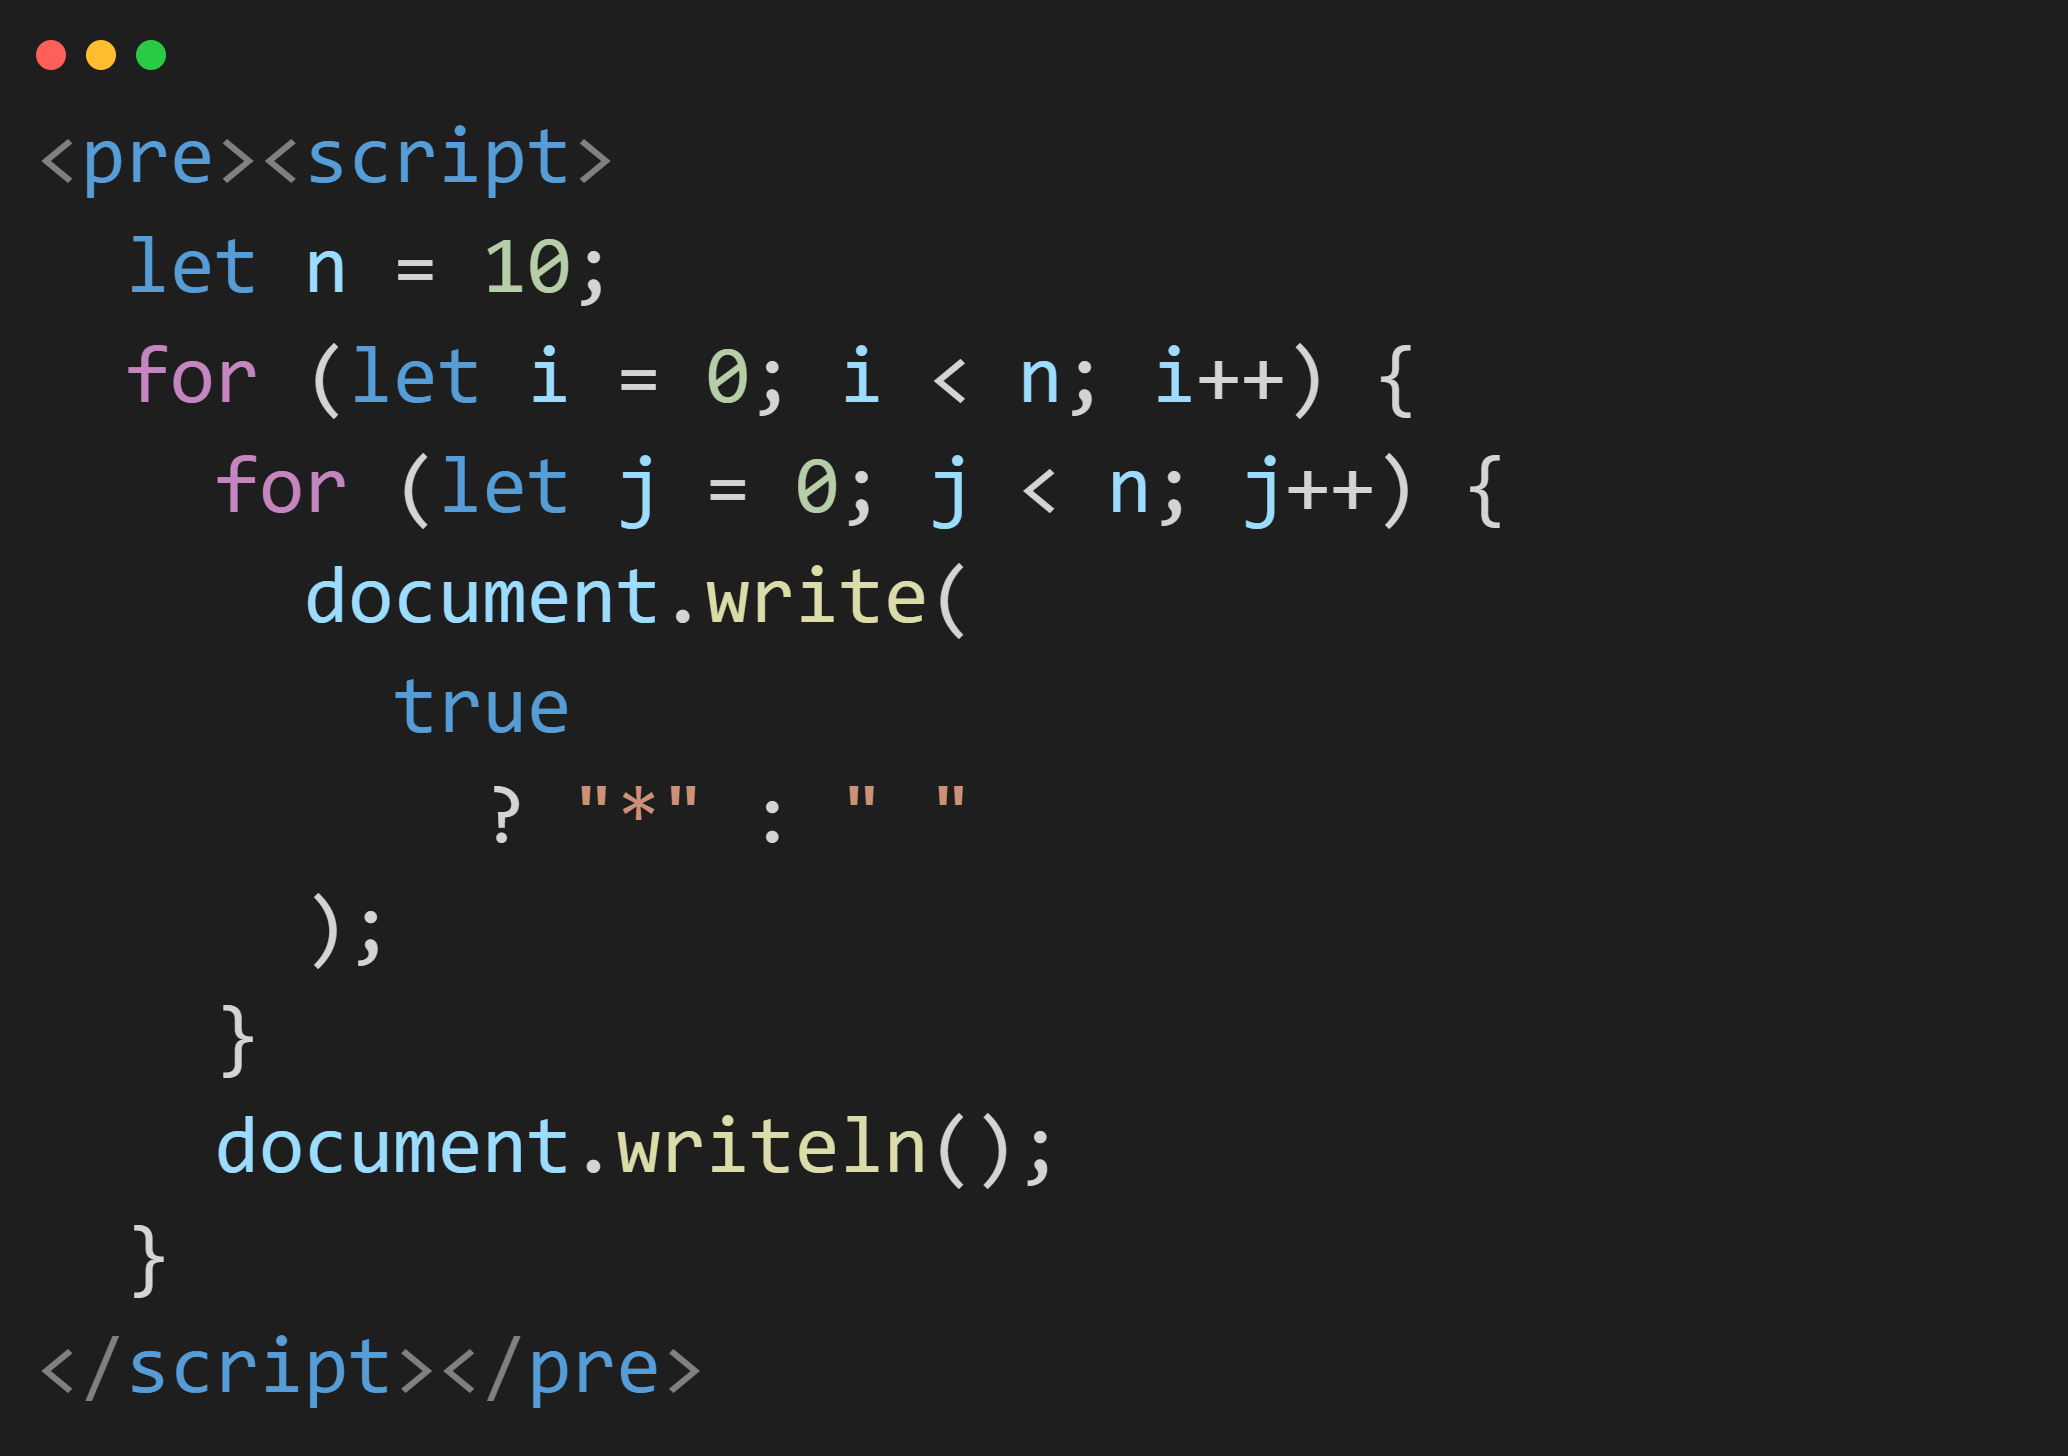 <pre><script>
  let n = 10;
  for (let i = 0; i < n; i++) {
    for (let j = 0; j < n; j++) {
      document.write(
        true
          ? "*" : " "
      );
    }
    document.writeln();
  }
</script></pre>